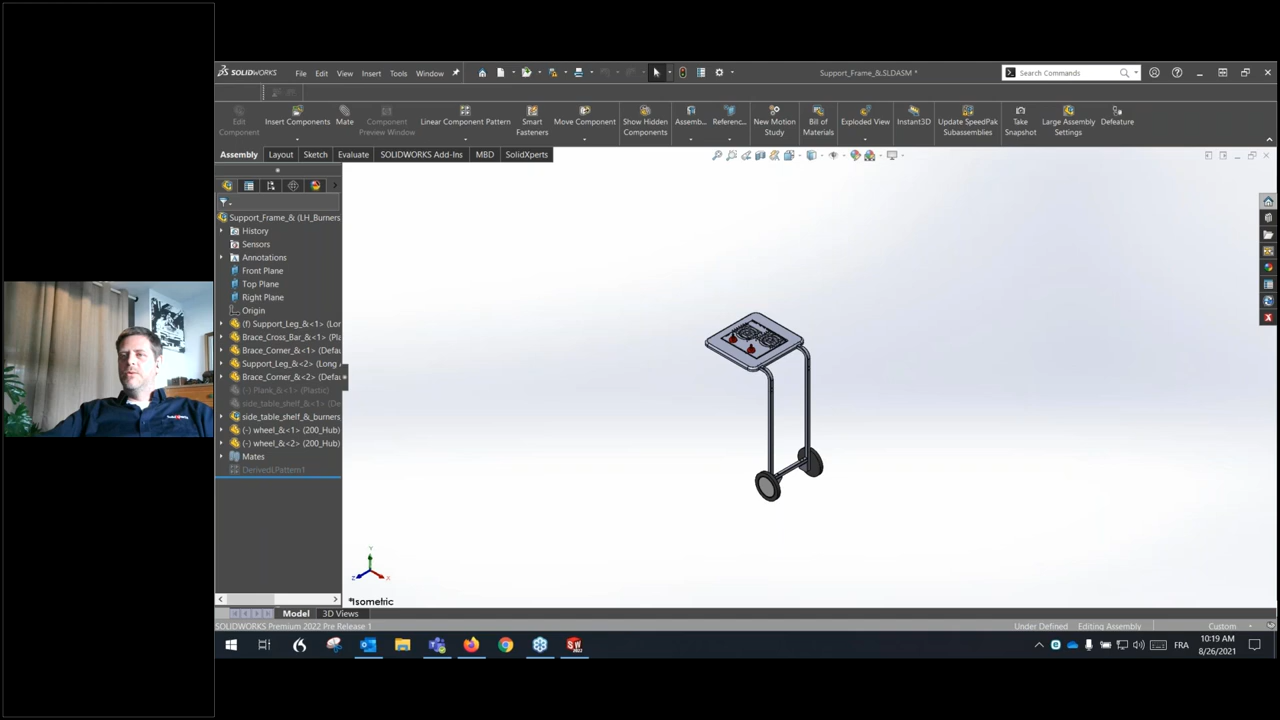 SOLIDWORKS File Edit View Insert Tools Window Support_Frame_&.SLDASM * Search Commands
Edit Component Insert Components Mate Component Preview Window Linear Component Pattern Smart Fasteners Move Component Show Hidden Components Assemb... Referenc... New Motion Study Bill of Materials Exploded View Instant3D Update SpeedPak Subassemblies Take Snapshot Large Assembly Settings Defeature
Assembly Layout Sketch Evaluate SOLIDWORKS Add-Ins MBD SolidXperts
Support_Frame_& (LH_Burners
History
Sensors
Annotations
Front Plane
Top Plane
Right Plane
Origin
(f) Support_Leg_&<1> (Lor
Brace_Cross_Bar_&<1> (Pla
Brace_Corner_&<1> (Defau
Support_Leg_&<2> (Long
Brace_Corner_&<2> (Defau
(-) Plank_&<1> (Plastic)
side_table_shelf_&<1> (De
side_table_shelf_&_burners
(-) wheel_&<1> (200_Hub)
(-) wheel_&<2> (200_Hub)
Mates
DerivedLPattern1
Y
Z X
*Isometric
Model 3D Views
SOLIDWORKS Premium 2022 Pre Release 1 Under Defined Editing Assembly Custom
FRA 10:19 AM
8/26/2021